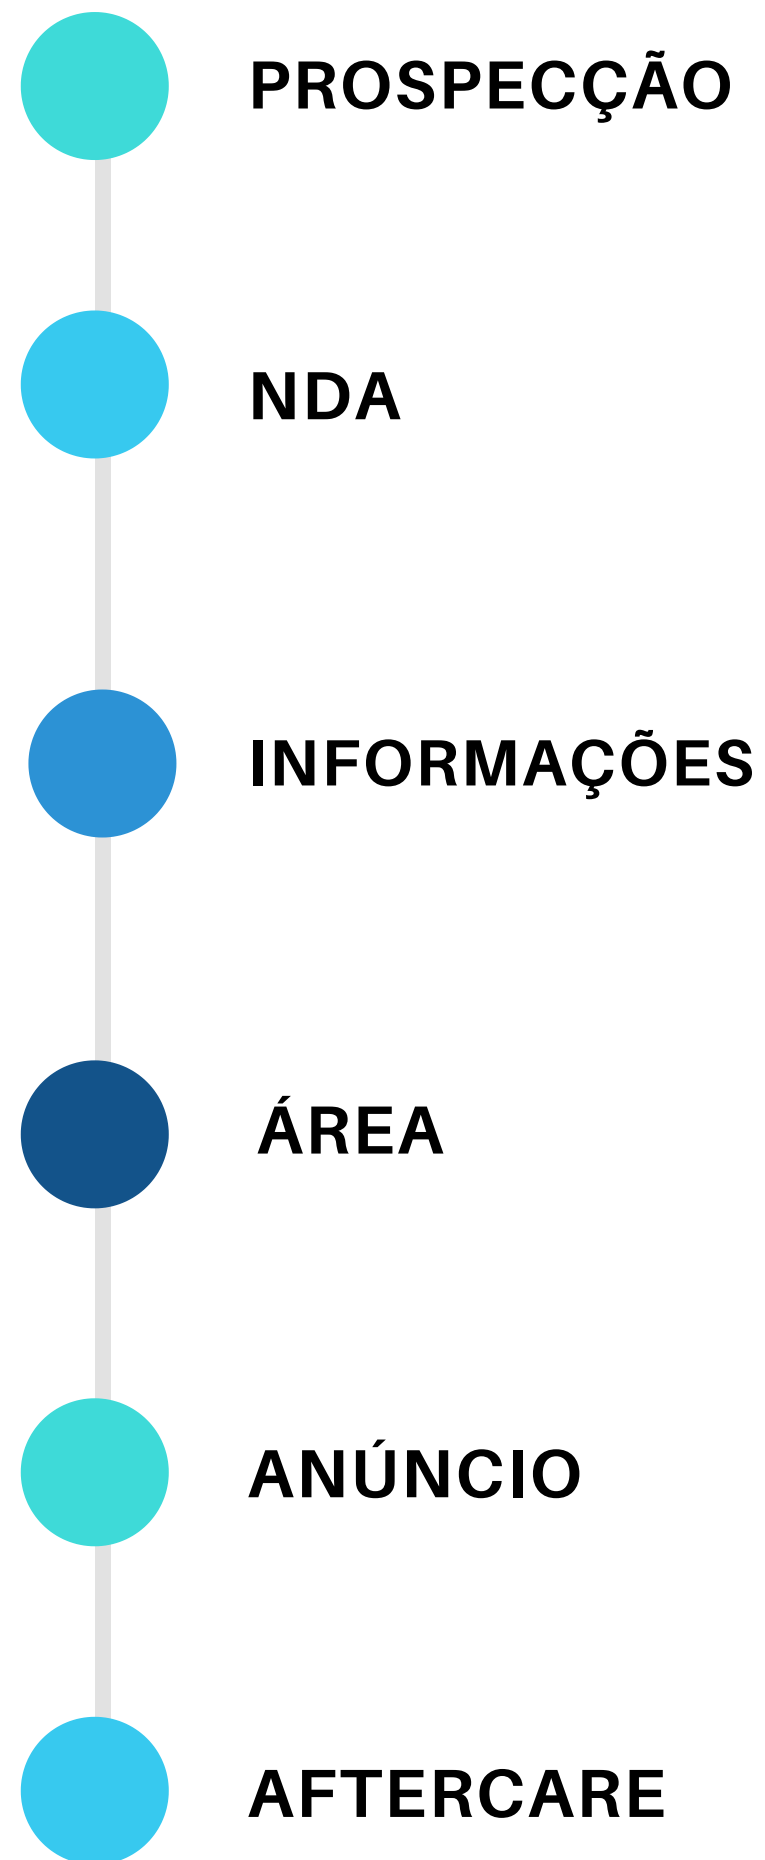 PROSPECÇÃO
NDA
INFORMAÇÕES
ÁREA
ANÚNCIO
AFTERCARE